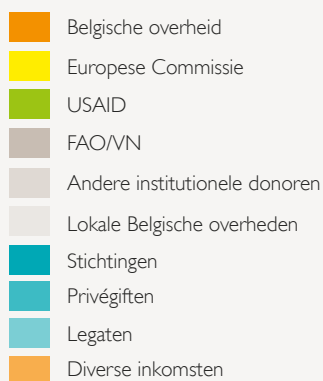 Belgische overheid
Europese Commissie
USAID
FAO/VN
Andere institutionele donoren
Lokale Belgische overheden
Stichtingen
Privégiften
Legaten
Diverse inkomsten